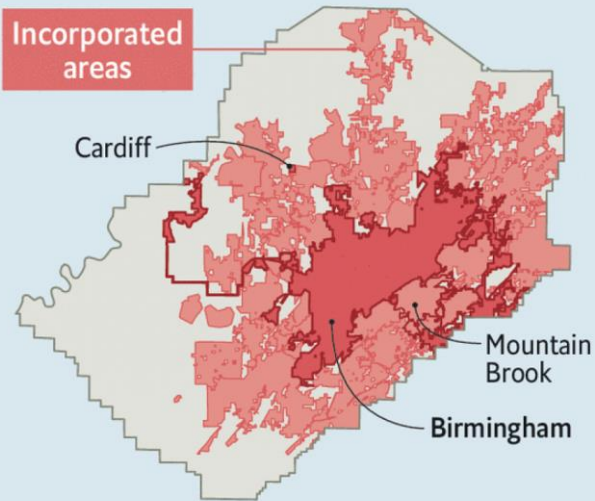 Incorporated
areas
Cardiff
Mountain
Brook
Birmingham